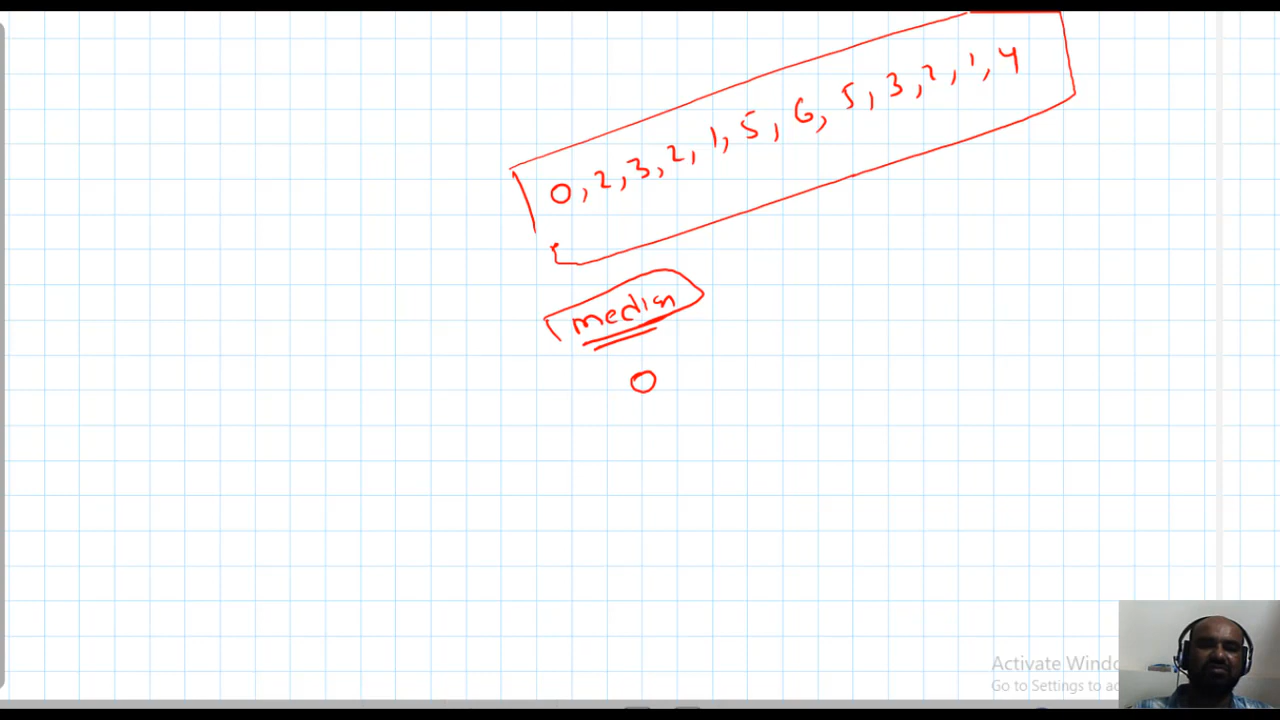 0, 2, 3, 2, 1, 5, 6, 5, 3, 2, 1, 4
median
0
Activate Windo
Go to Settings to ac